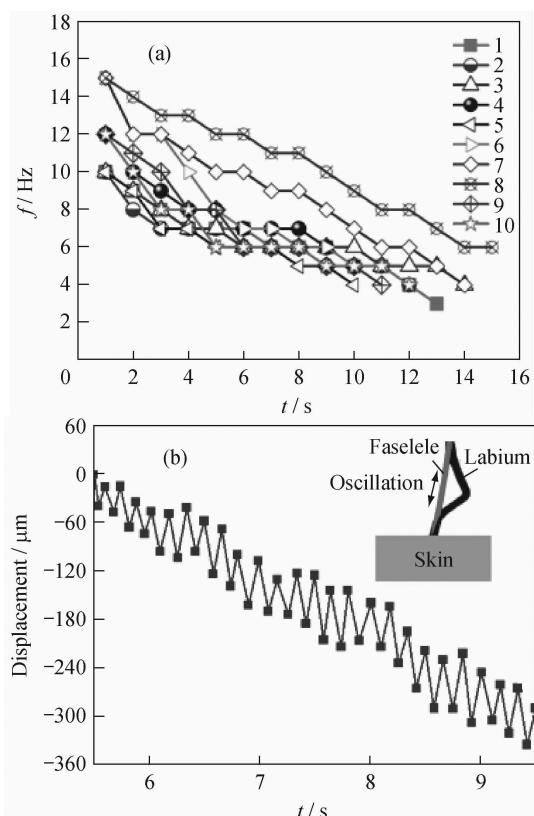 (a)
f / Hz
18
16
14
12
10
8
6
4
2
0
2 4 6 8 10 12 14 16
t / s
1
2
3
4
5
6
7
8
9
10
(b)
Displacement / μm
60
0
−60
−120
−180
−240
−300
−360
6 7 8 9
t / s
Faselele
Labium
Oscillation
Skin